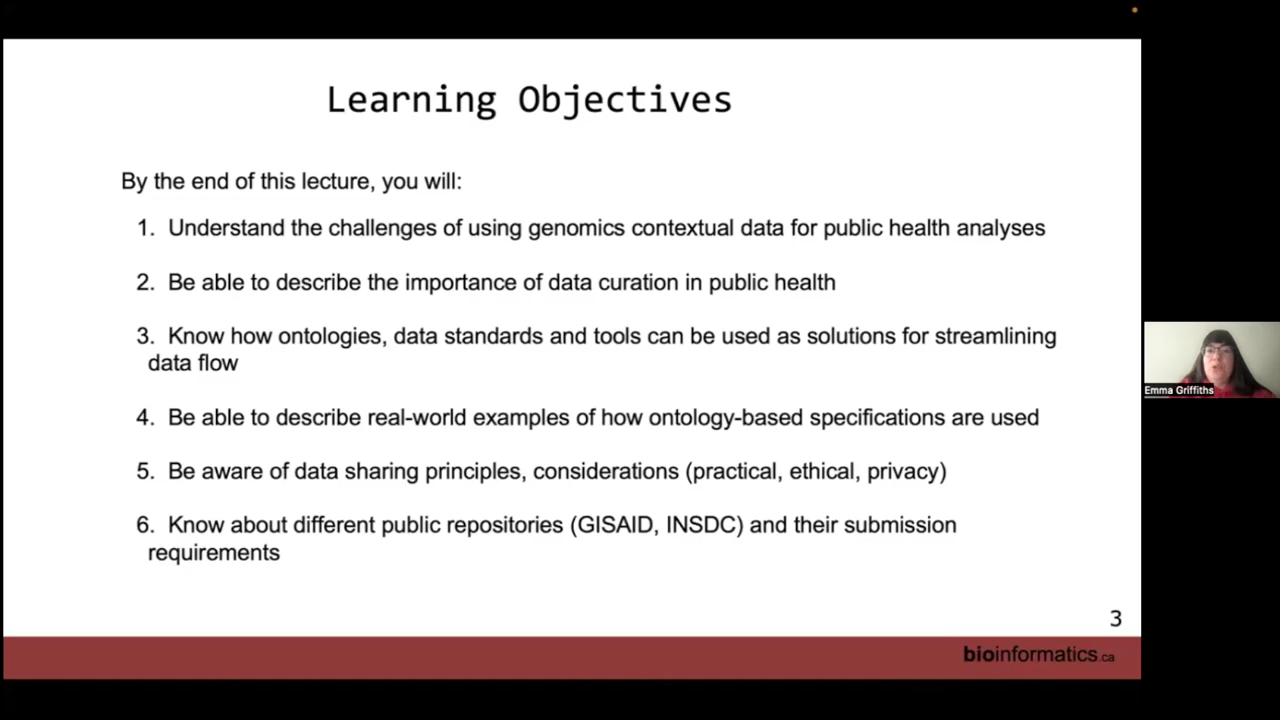 Learning Objectives
By the end of this lecture, you will:
1. Understand the challenges of using genomics contextual data for public health analyses
2. Be able to describe the importance of data curation in public health
3. Know how ontologies, data standards and tools can be used as solutions for streamlining
data flow
4. Be able to describe real-world examples of how ontology-based specifications are used
5. Be aware of data sharing principles, considerations (practical, ethical, privacy)
6. Know about different public repositories (GISAID, INSDC) and their submission
requirements
3
bioinformatics.ca
Emma Griffiths